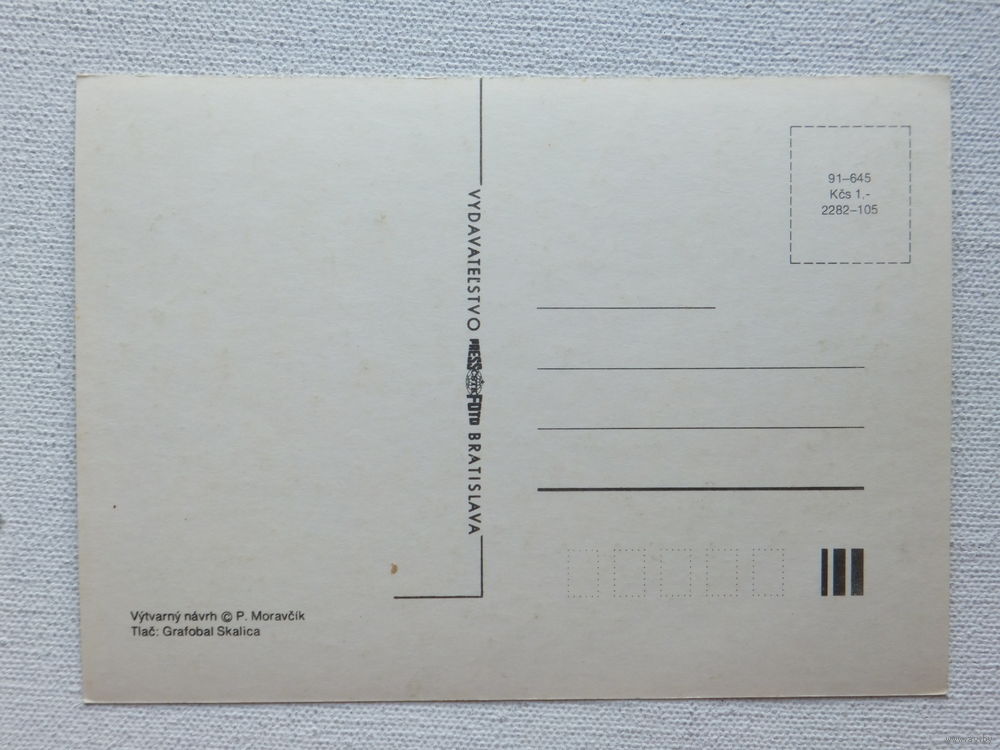 91–645
Kčs 1.-
2282–105
VYDAVATEĽSTVO PRESSFOTO BRATISLAVA
Výtvarný návrh © P. Moravčík
Tlač: Grafobal Skalica